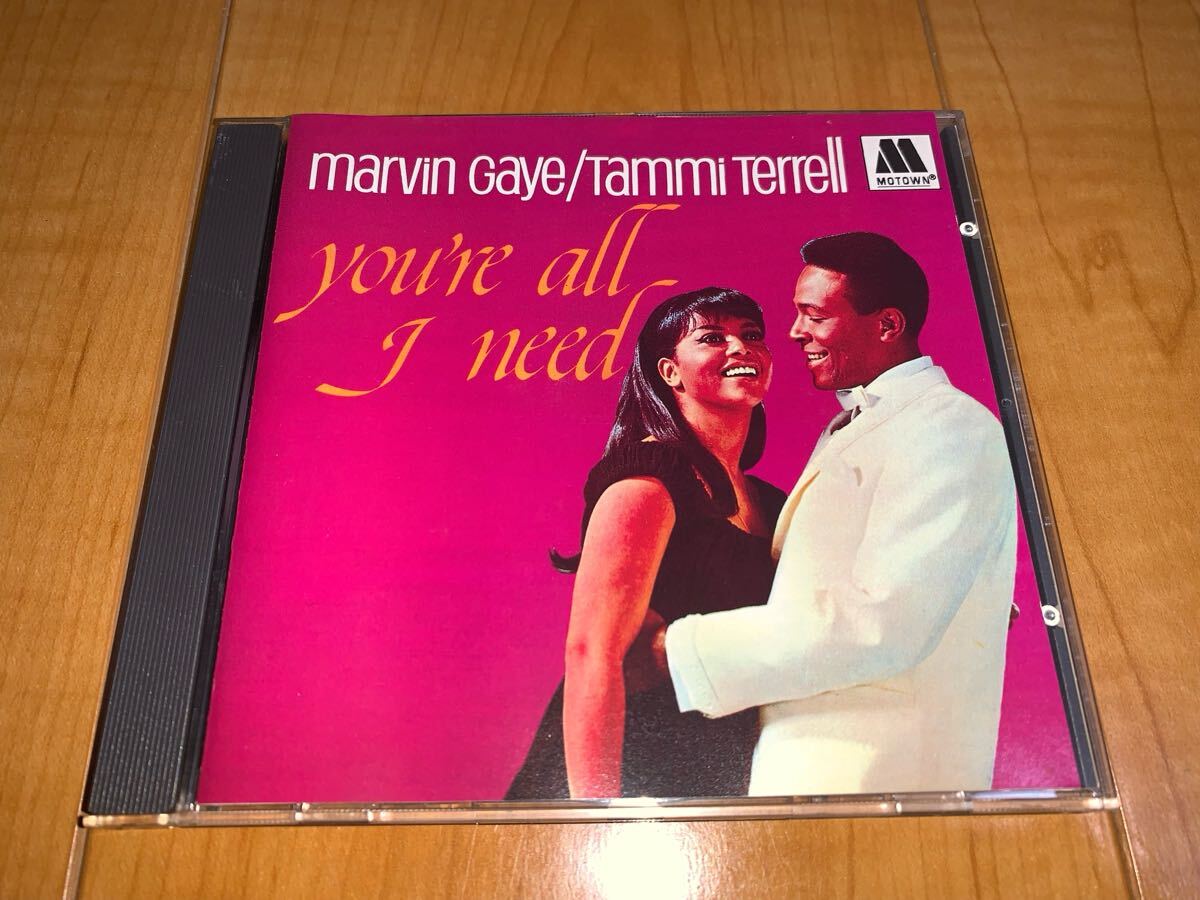 marvin Gaye/Tammi Terrell
MOTOWN®
you're all
I need